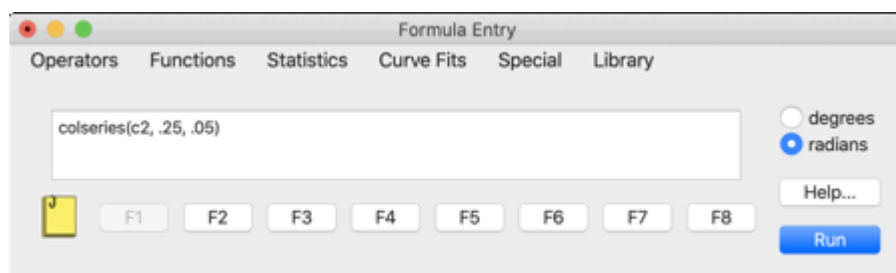 Formula Entry
Operators Functions Statistics Curve Fits Special Library
colseries(c2, .25, .05)
degrees
radians
Help...
F1 F2 F3 F4 F5 F6 F7 F8
Run